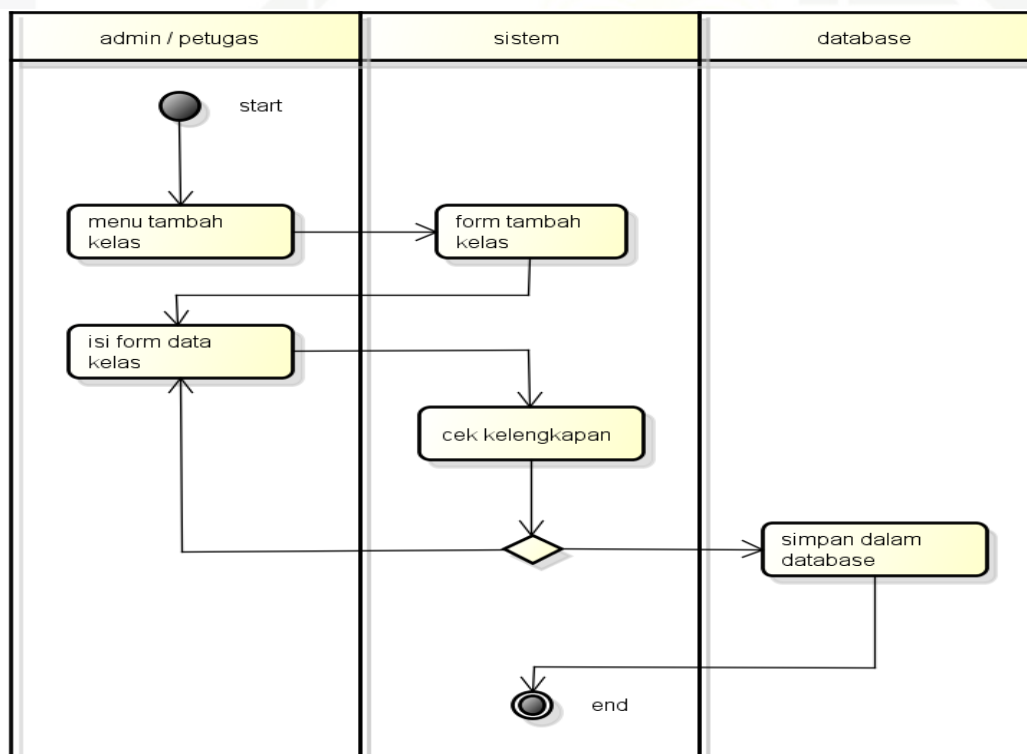 admin / petugas
sistem
database
start
menu tambah
kelas
form tambah
kelas
isi form data
kelas
cek kelengkapan
simpan dalam
database
end